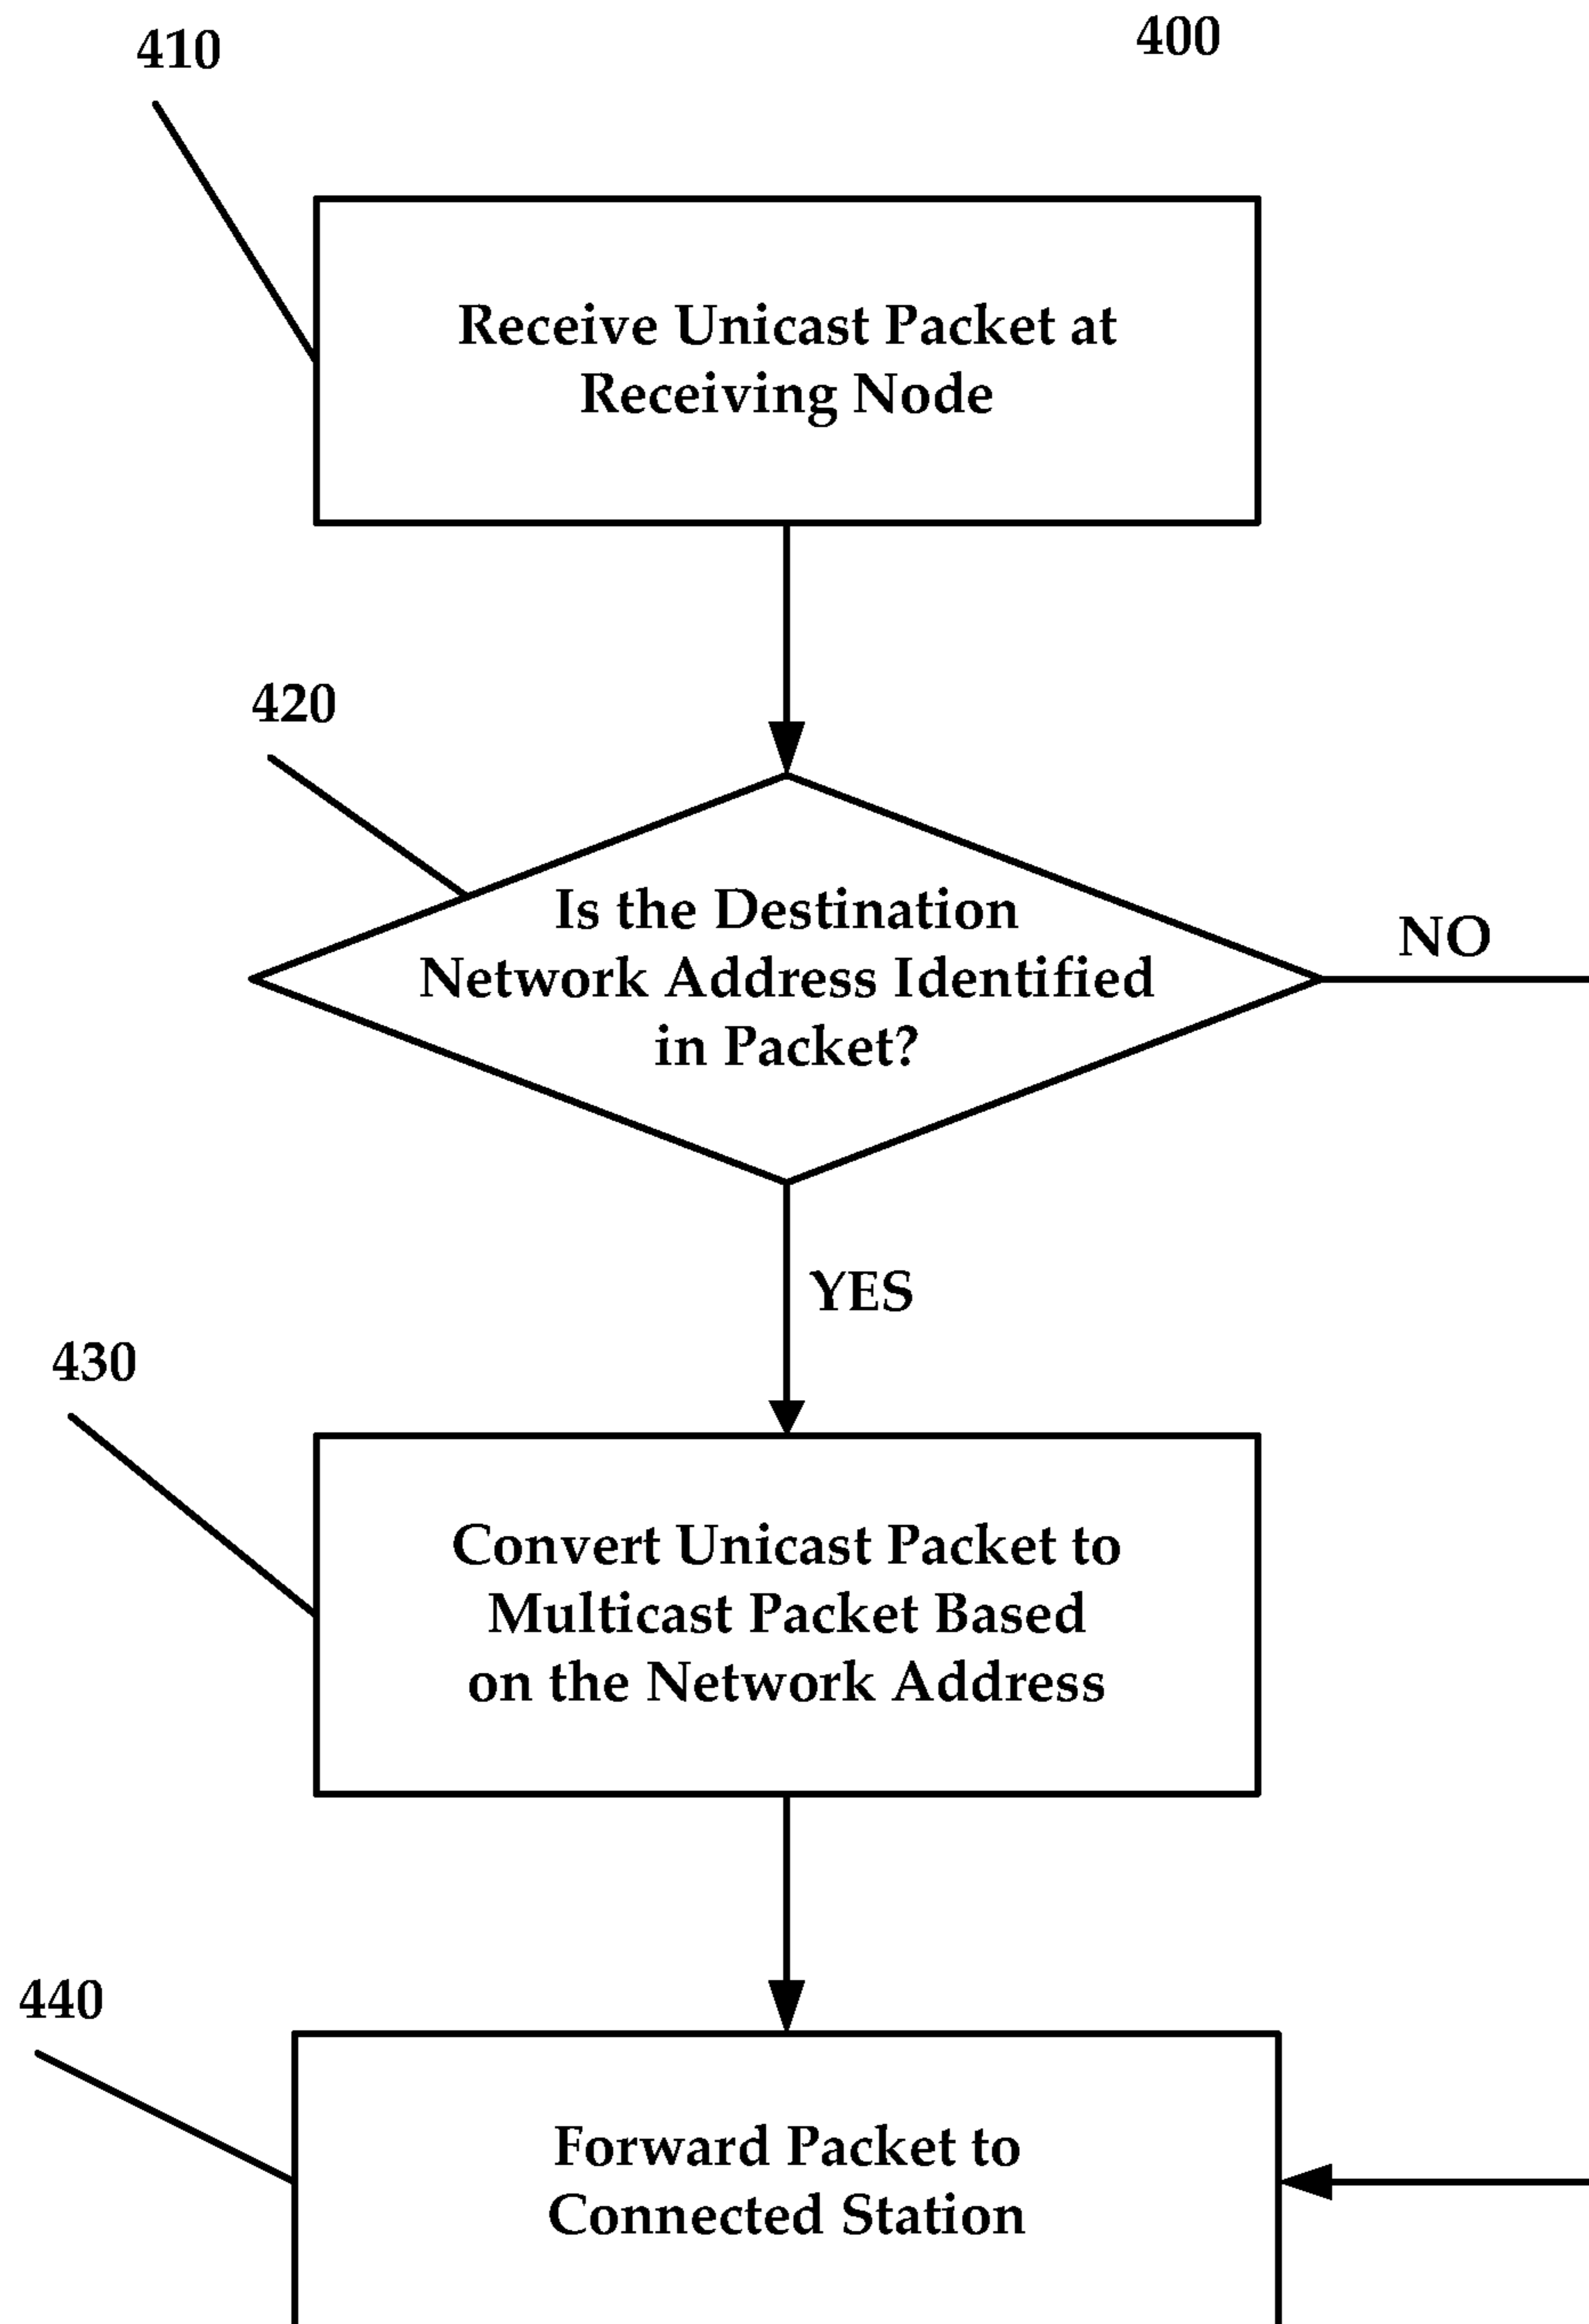 410
400
Receive Unicast Packet at
Receiving Node
420
Is the Destination
Network Address Identified
in Packet?
NO
YES
430
Convert Unicast Packet to
Multicast Packet Based
on the Network Address
440
Forward Packet to
Connected Station